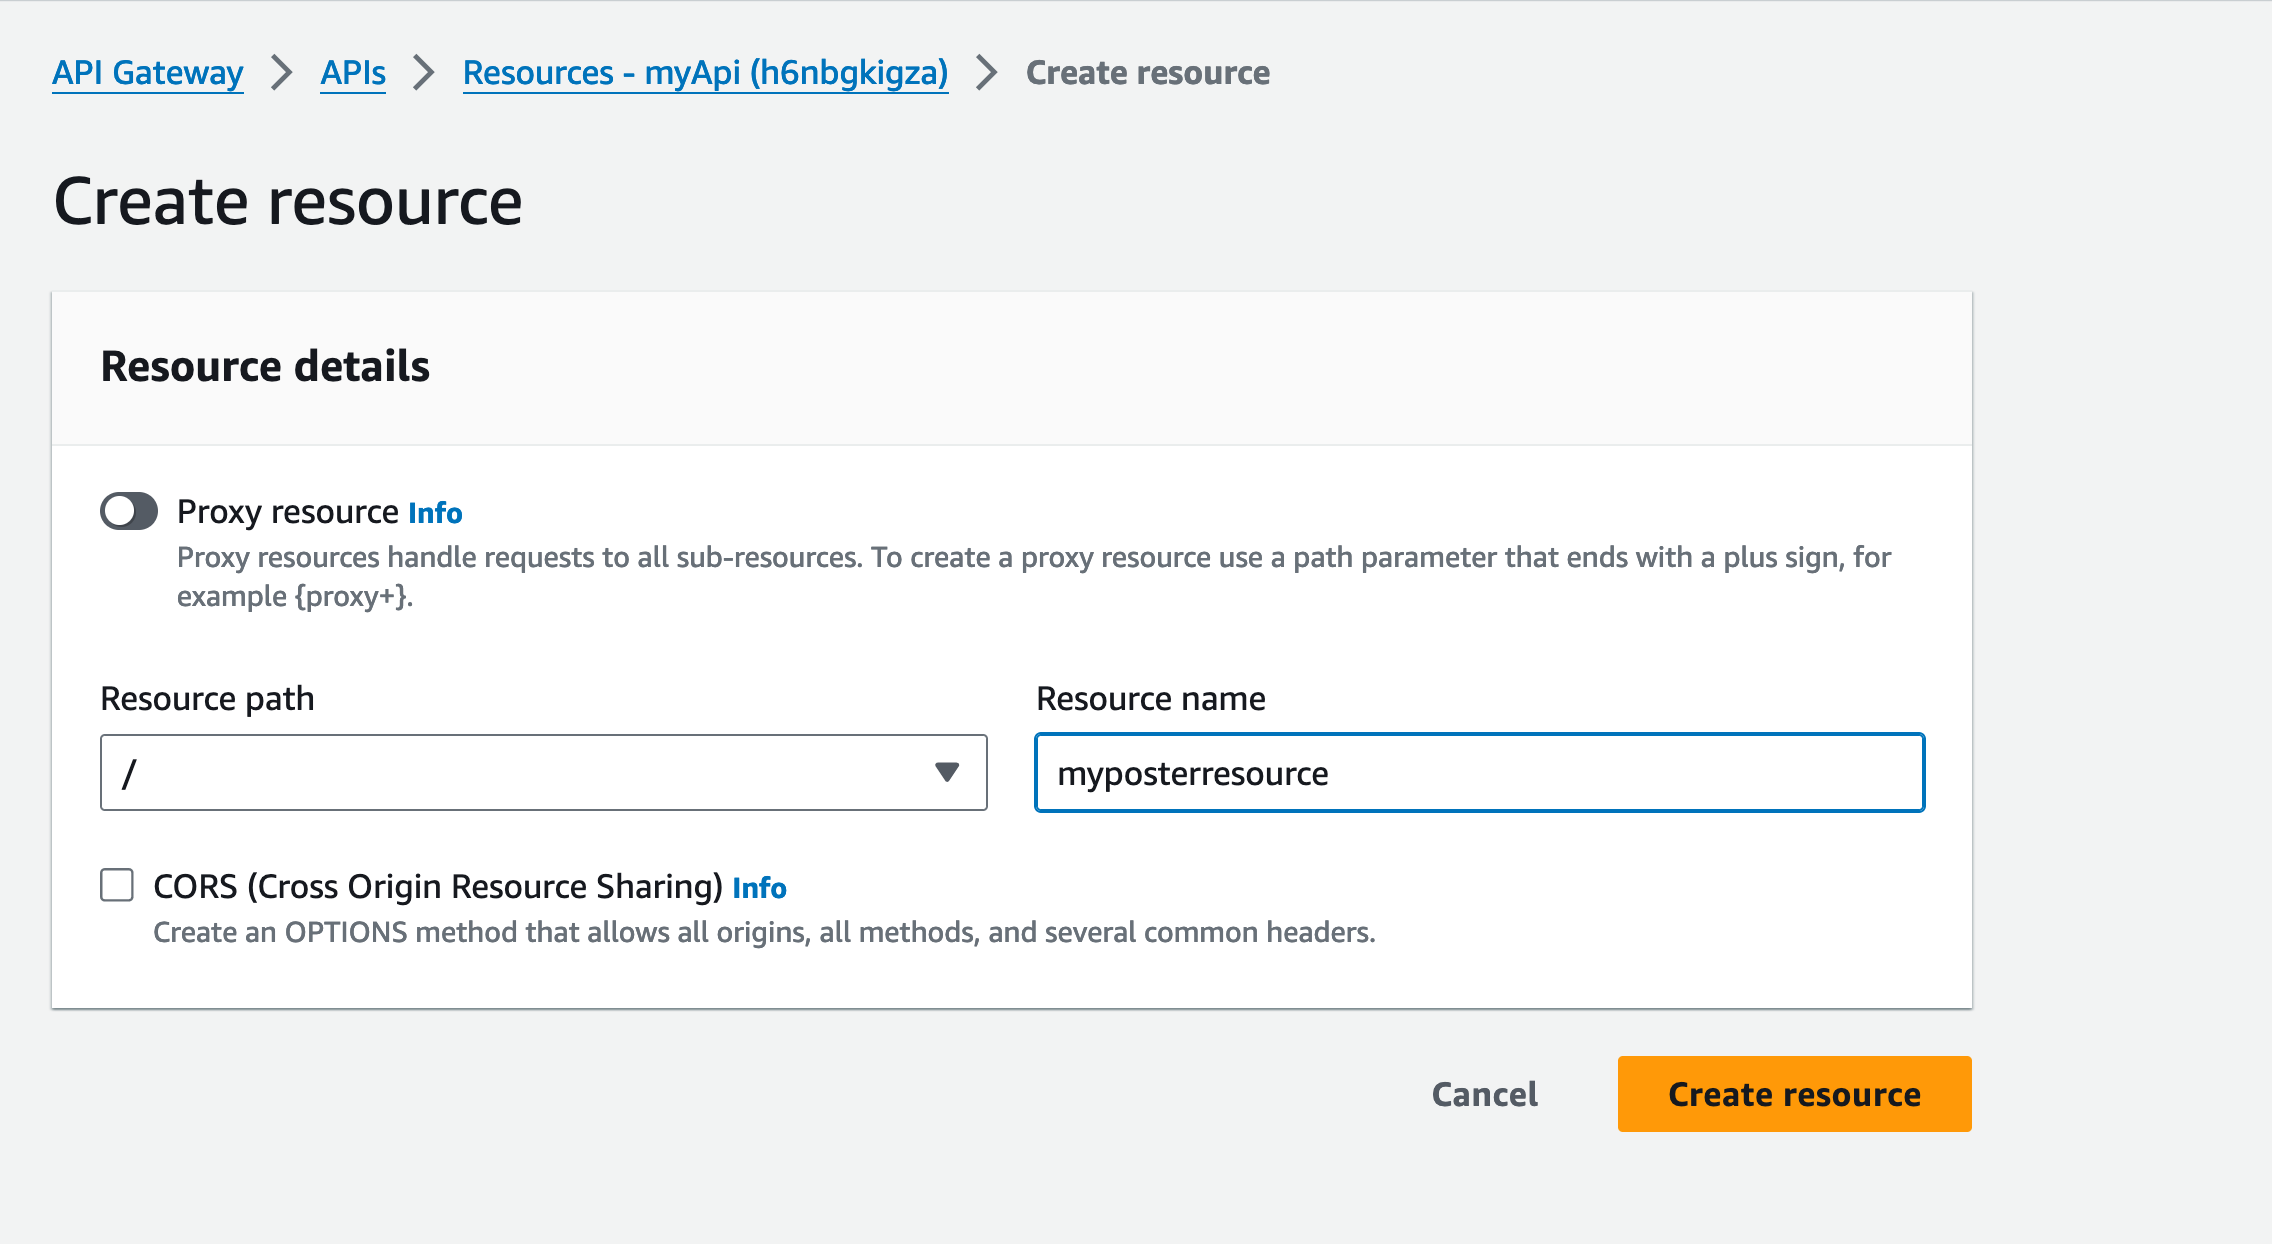 API Gateway > APIs > Resources - myApi (h6nbgkigza) > Create resource
Create resource
Resource details
Proxy resource Info
Proxy resources handle requests to all sub-resources. To create a proxy resource use a path parameter that ends with a plus sign, for
example {proxy+}.
Resource path
/
Resource name
myposterresource
CORS (Cross Origin Resource Sharing) Info
Create an OPTIONS method that allows all origins, all methods, and several common headers.
Cancel
Create resource